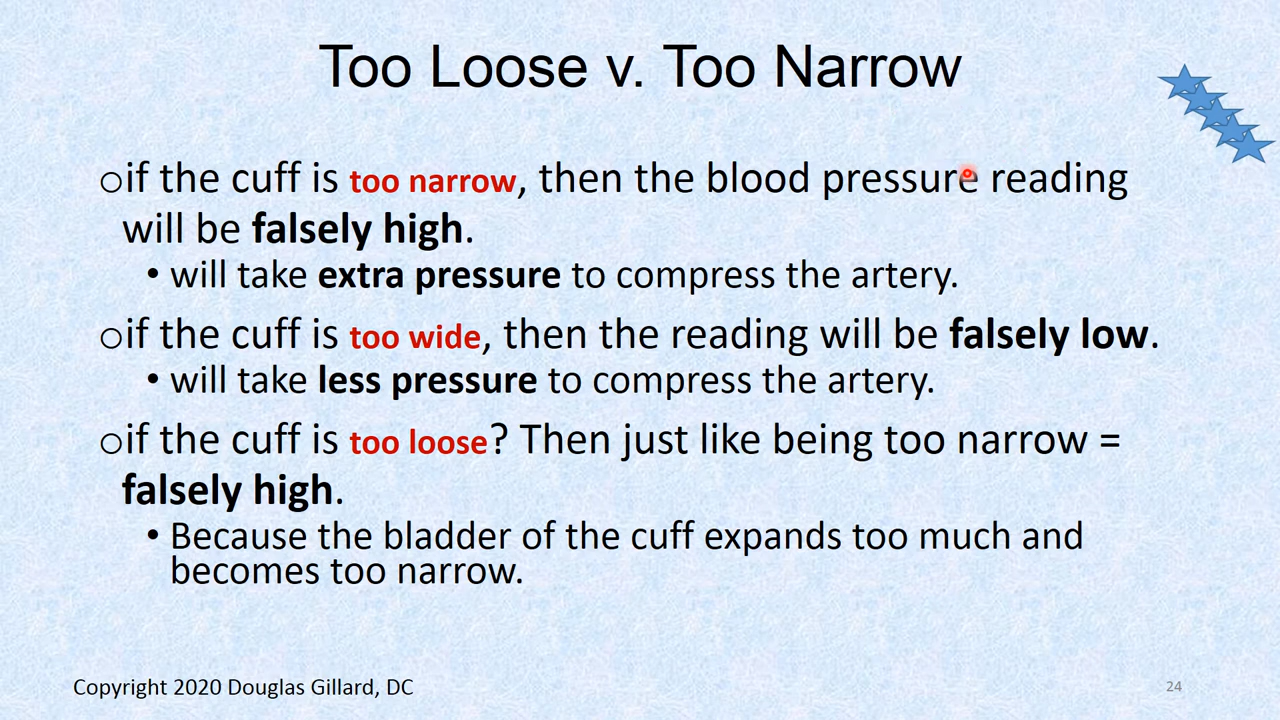 Too Loose v. Too Narrow
○if the cuff is too narrow, then the blood pressure reading
will be falsely high.
• will take extra pressure to compress the artery.
○if the cuff is too wide, then the reading will be falsely low.
• will take less pressure to compress the artery.
○if the cuff is too loose? Then just like being too narrow =
falsely high.
• Because the bladder of the cuff expands too much and
becomes too narrow.
Copyright 2020 Douglas Gillard, DC
24